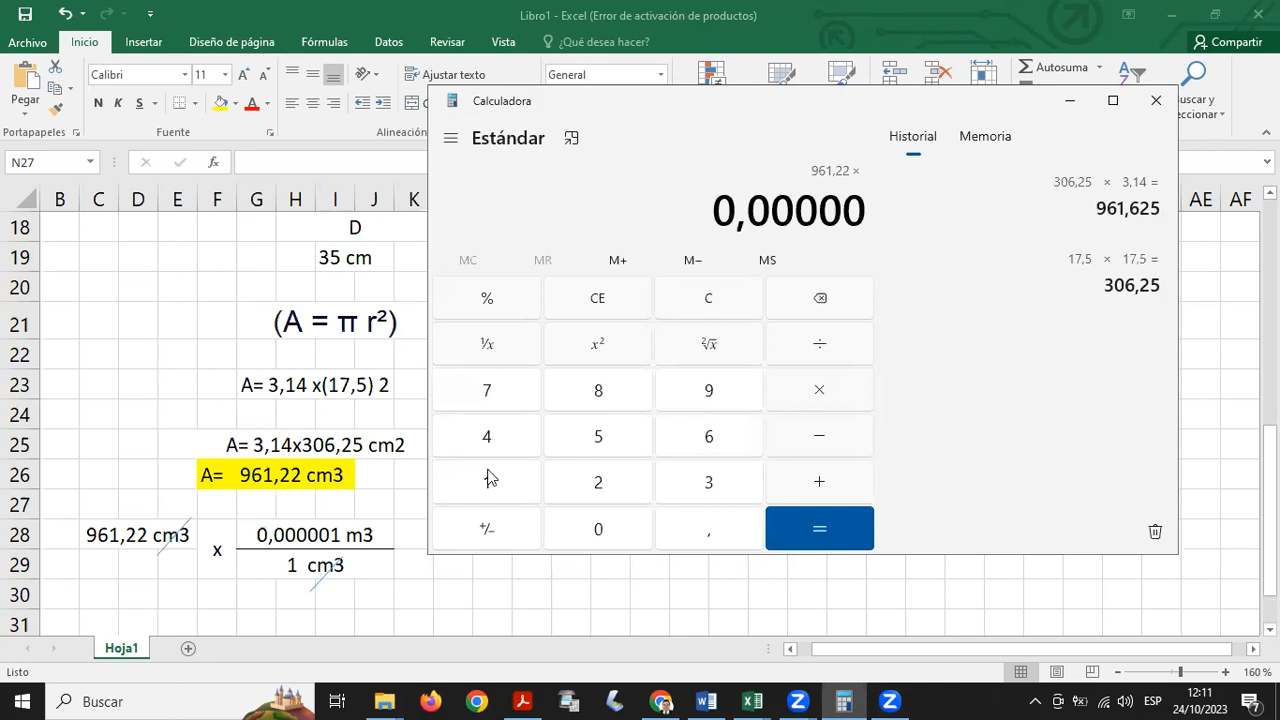 Libro1 - Excel (Error de activación de productos)
Archivo Inicio Insertar Diseño de página Fórmulas Datos Revisar Vista ¿Qué desea hacer? Compartir
Pegar Calibri 11 Ajustar texto General Autosuma Buscar y
N K S seleccionar
Portapapeles Fuente Alineación
Calculadora
Estándar
Historial Memoria
N27 fx
B C D E F G H I J K AE AF
961,22 ×
0,00000
306,25 × 3,14 =
961,625
17,5 × 17,5 =
306,25
MC MR M+ M− MS
% CE C ⌫
¹/x x² ²√x ÷
7 8 9 ×
4 5 6 −
2 3 +
+/− 0 , =
18 D
19 35 cm
20
21 (A = π r²)
22
23 A= 3,14 x(17,5) 2
24
25 A= 3,14x306,25 cm2
26 A= 961,22 cm3
27
28 961,22 cm3 x 0,000001 m3
29 1 cm3
30
31
Hoja1
Listo 160 %
Buscar
ESP 12:11
24/10/2023 7